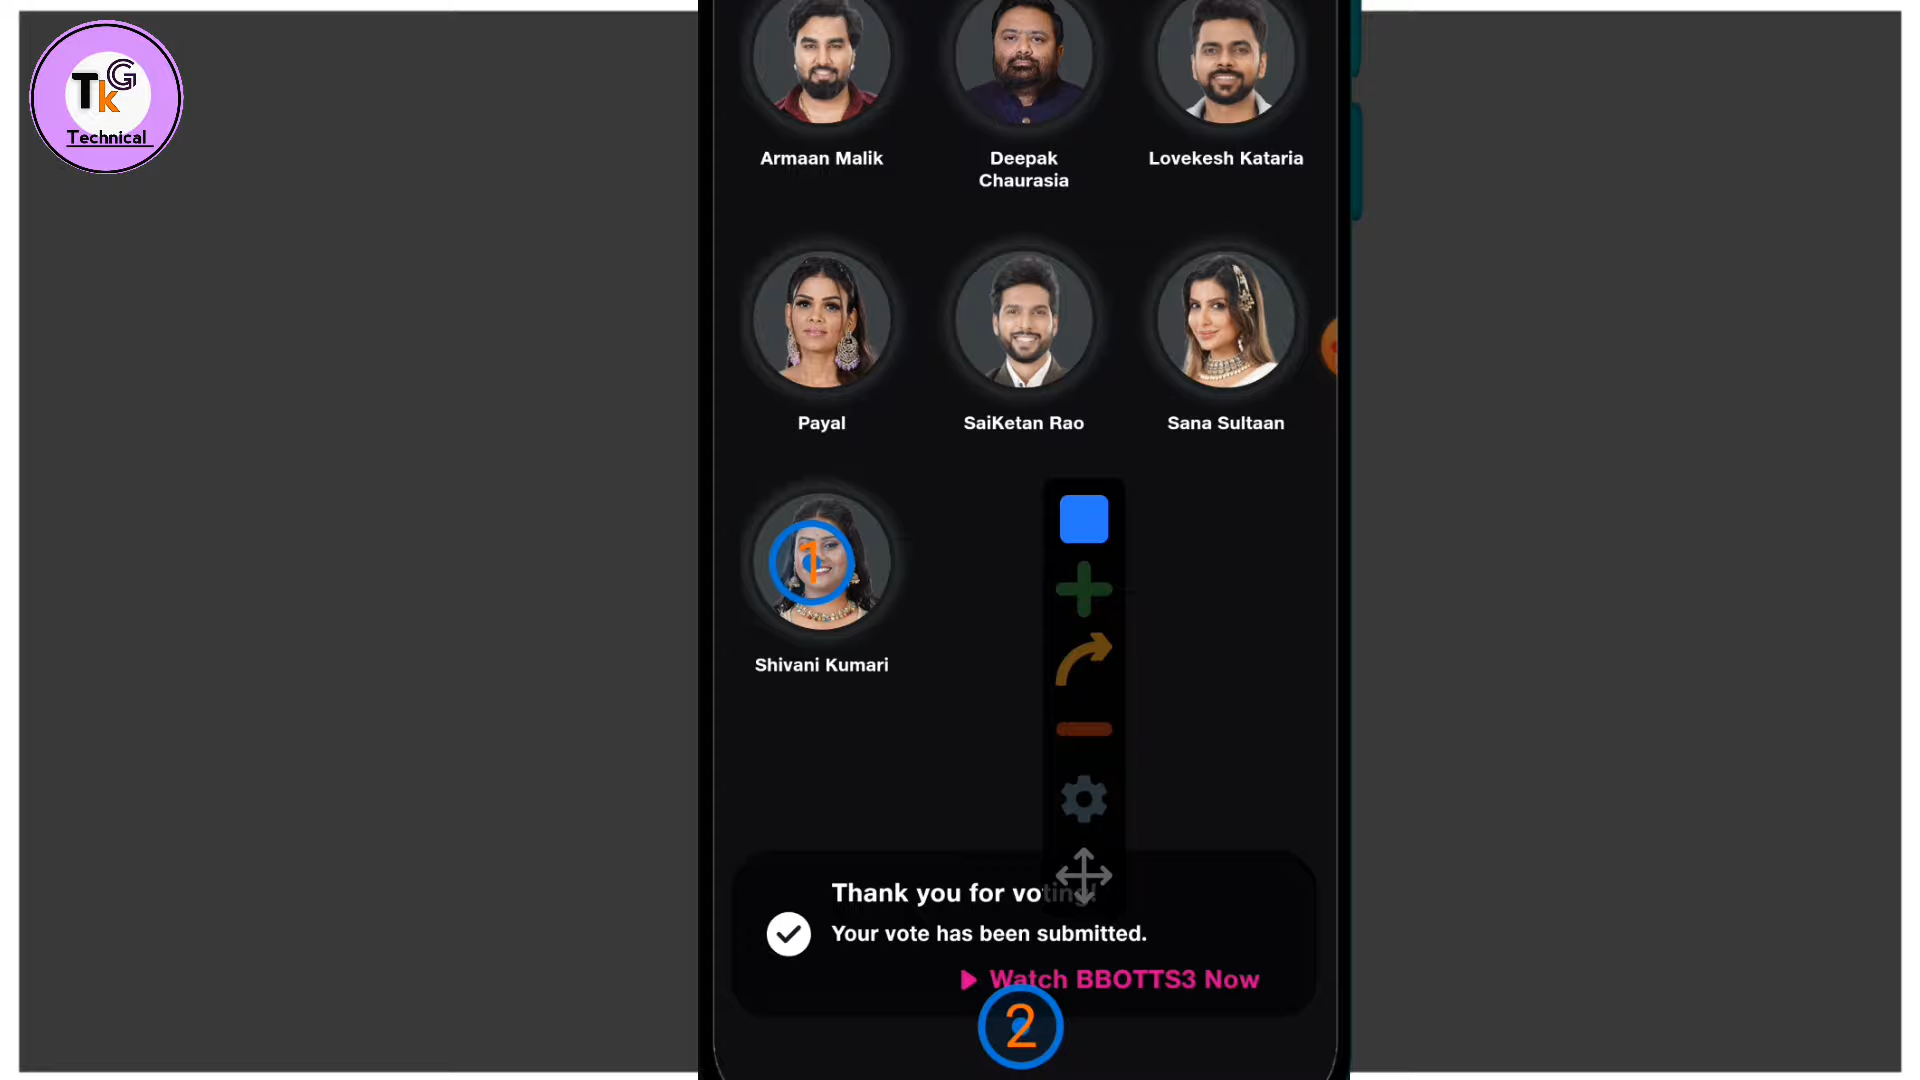 TkG
Technical
Armaan Malik
Deepak
Chaurasia
Lovekesh Kataria
Payal
SaiKetan Rao
Sana Sultaan
1
Shivani Kumari
Thank you for voting!
Your vote has been submitted.
Watch BBOTTS3 Now
2